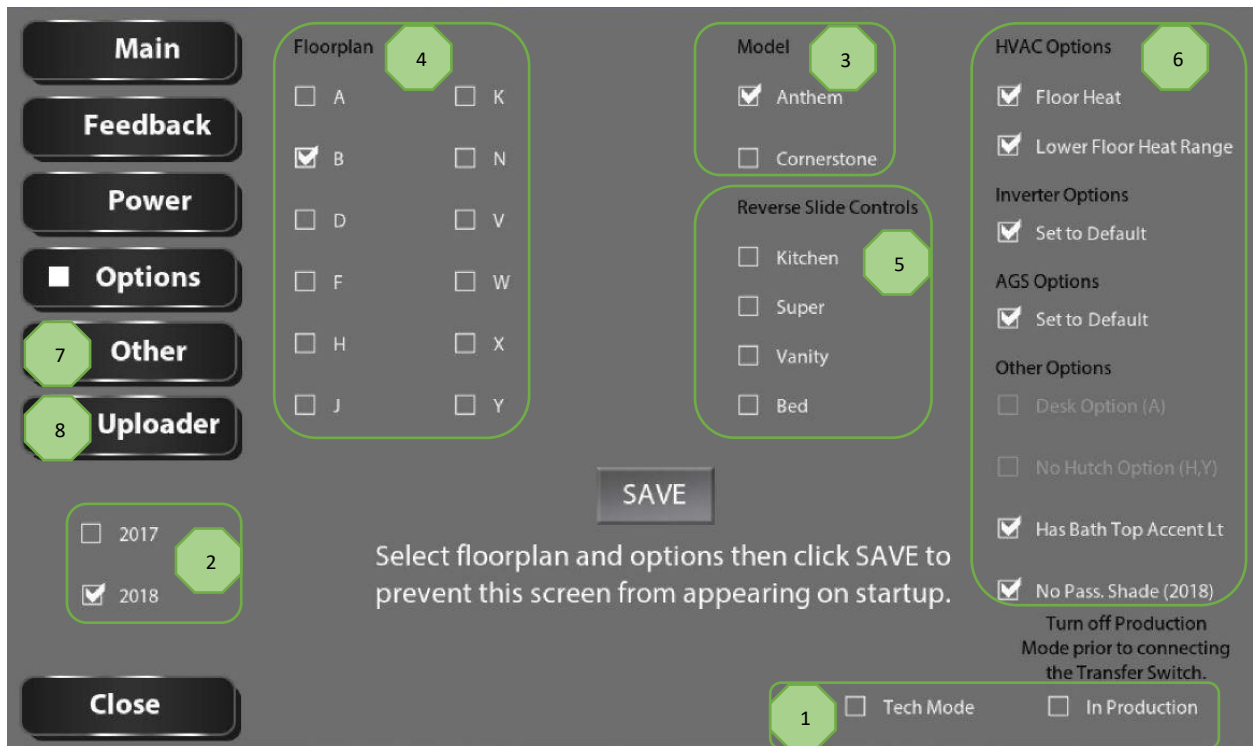 Main
Feedback
Power
Options
7
Other
8
Uploader
2017
2018
2
Close
Floorplan
4
A
K
B
N
D
V
F
W
H
X
J
Y
Model
3
Anthem
Cornerstone
Reverse Slide Controls
Kitchen
5
Super
Vanity
Bed
HVAC Options
6
Floor Heat
Lower Floor Heat Range
Inverter Options
Set to Default
AGS Options
Set to Default
Other Options
Desk Option (A)
No Hutch Option (H,Y)
Has Bath Top Accent Lt
No Pass. Shade (2018)
SAVE
Select floorplan and options then click SAVE to
prevent this screen from appearing on startup.
Turn off Production
Mode prior to connecting
the Transfer Switch.
1
Tech Mode
In Production